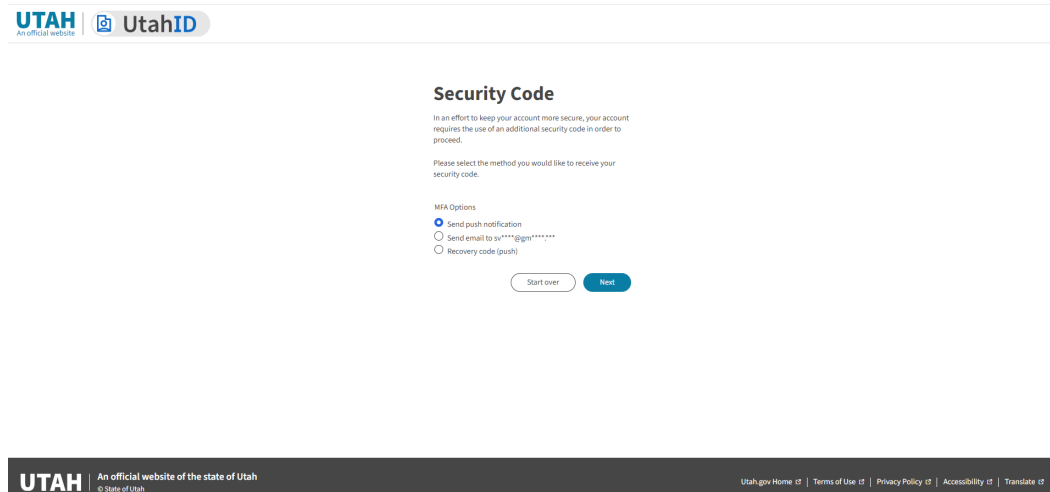 UTAH
An official website
UtahID
Security Code
In an effort to keep your account more secure, your account
requires the use of an additional security code in order to
proceed.
Please select the method you would like to receive your
security code.
MFA Options
Send push notification
Send email to sv****@gm****.***
Recovery code (push)
Start over
Next
UTAH
An official website of the state of Utah
© State of Utah
Utah.gov Home | Terms of Use | Privacy Policy | Accessibility | Translate